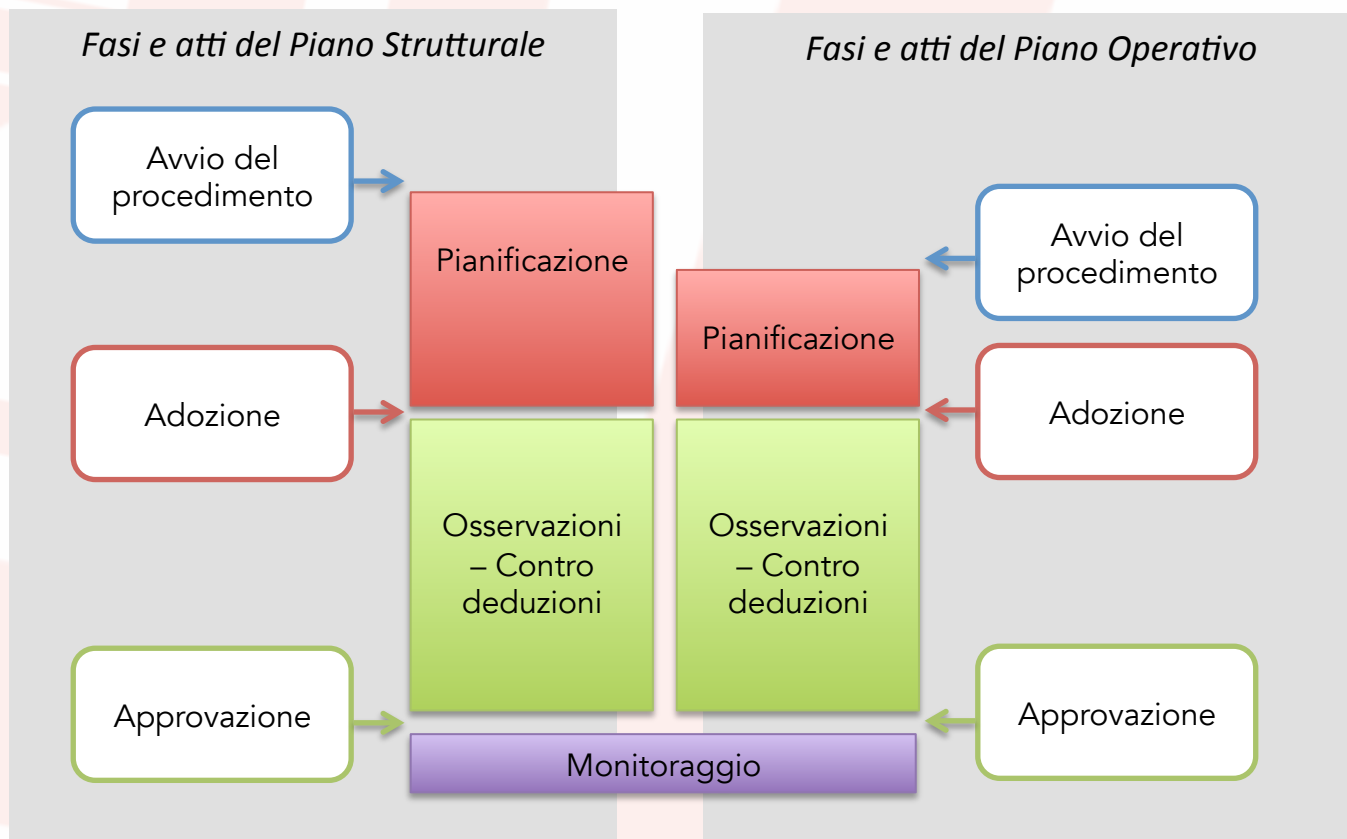 Fasi e atti del Piano Strutturale
Avvio del
procedimento
Adozione
Approvazione
Pianificazione
Osservazioni
– Contro
deduzioni
Fasi e atti del Piano Operativo
Pianificazione
Osservazioni
– Contro
deduzioni
Avvio del
procedimento
Adozione
Approvazione
Monitoraggio